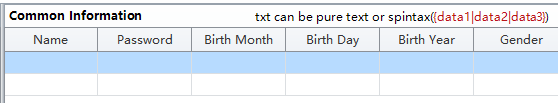 Common Information txt can be pure text or spintax({data1|data2|data3})
Name Password Birth Month Birth Day Birth Year Gender